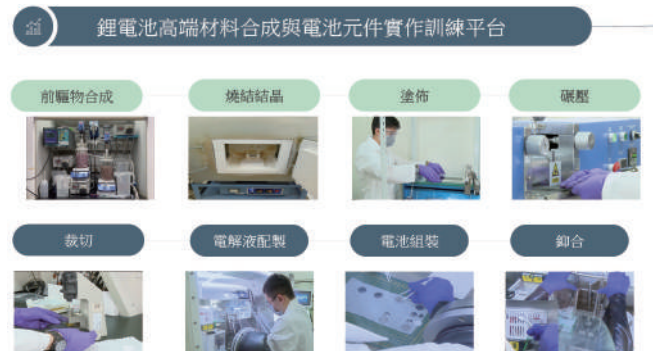 鋰電池高端材料合成與電池元件實作訓練平台
前驅物合成
燒結結晶
塗佈
碾壓
裁切
電解液配製
電池組裝
鉚合